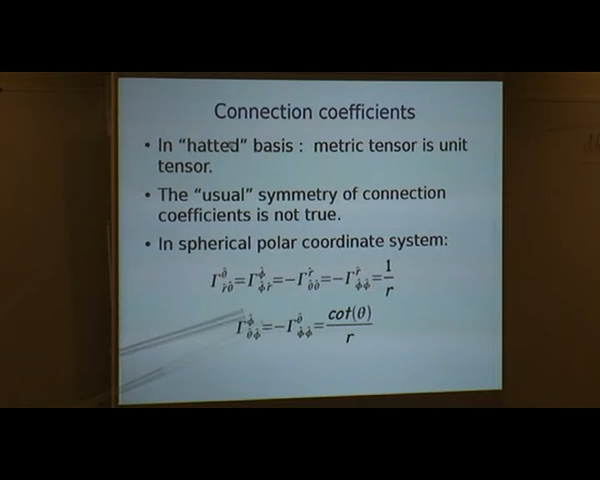 Connection coefficients
• In “hatted” basis : metric tensor is unit
tensor.
• The “usual” symmetry of connection
coefficients is not true.
• In spherical polar coordinate system:
Γ^θ̂_r̂θ̂=Γ^φ̂_φ̂r̂=−Γ^r̂_θ̂θ̂=−Γ^r̂_φ̂φ̂=1/r
Γ^φ̂_θ̂φ̂=−Γ^θ̂_φ̂φ̂=cot(θ)/r